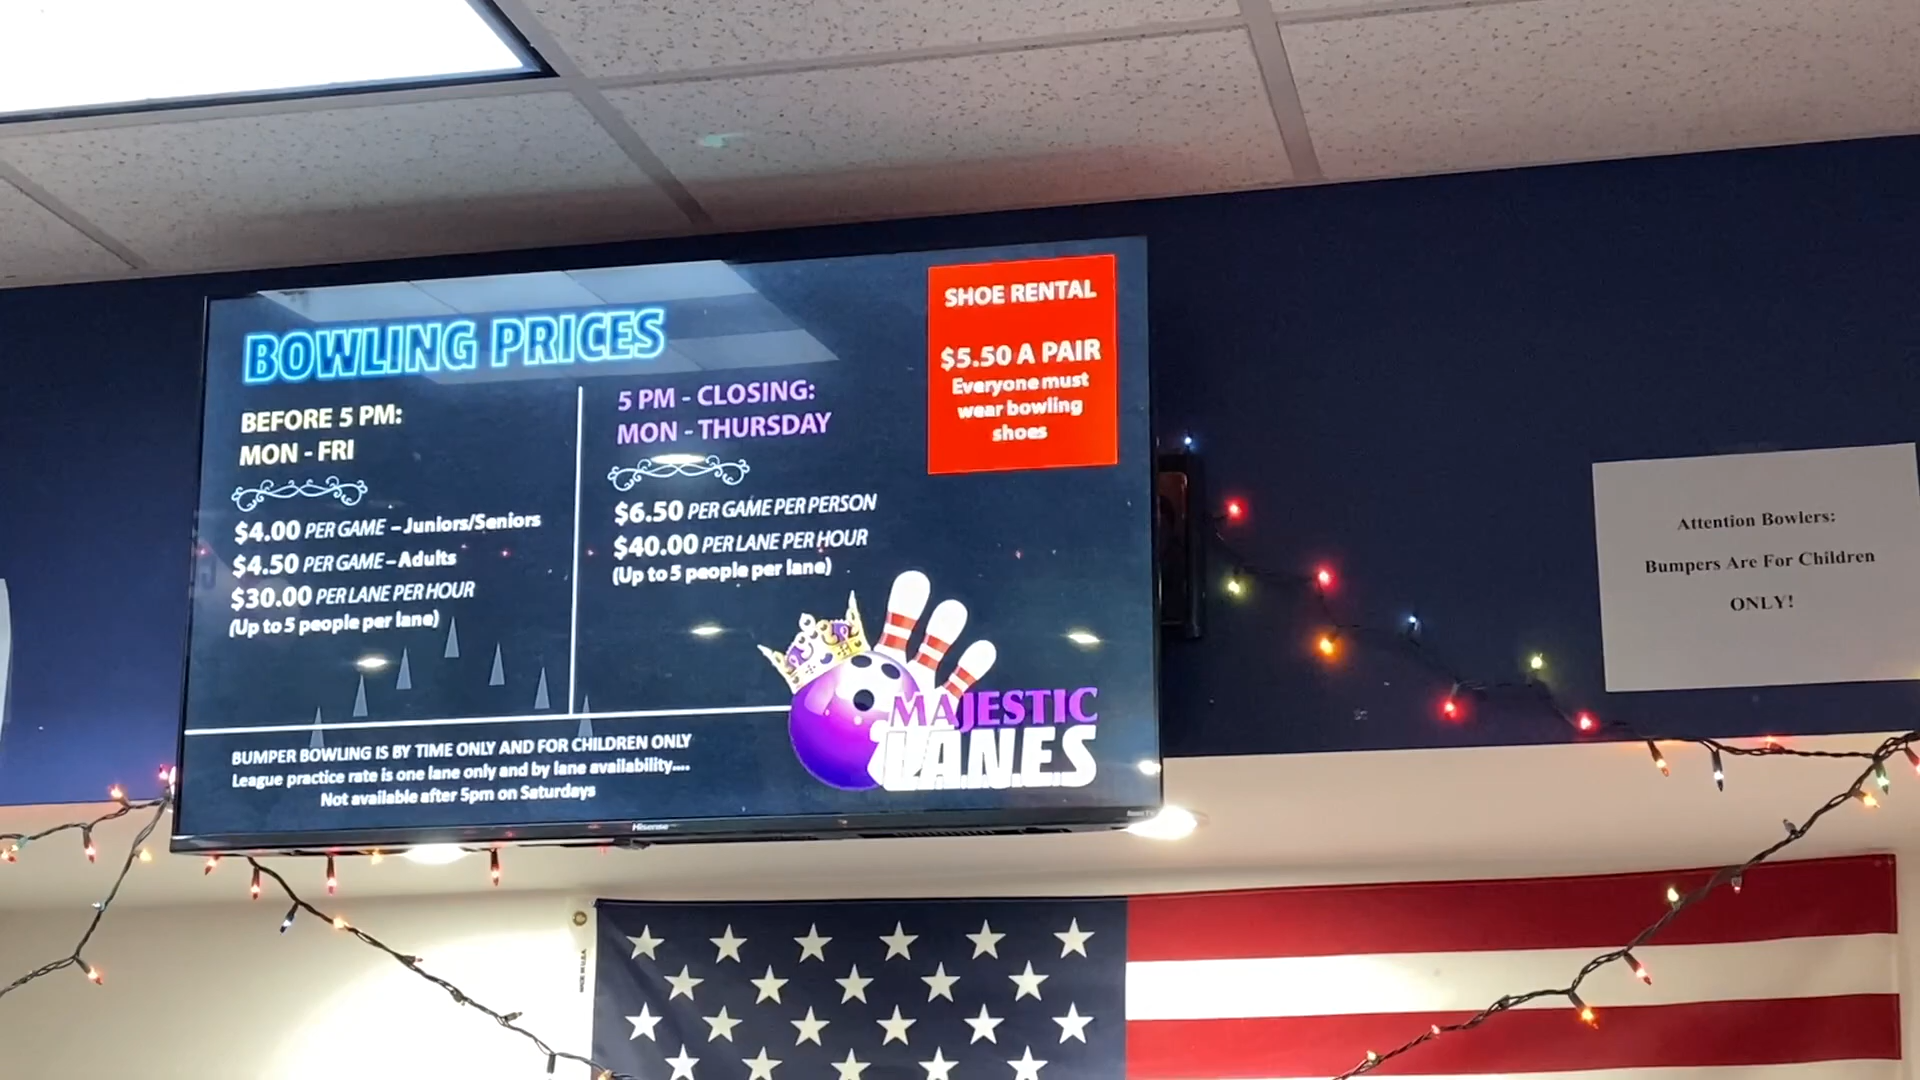 BOWLING PRICES
BEFORE 5 PM:
MON - FRI
$4.00 PER GAME – Juniors/Seniors
$4.50 PER GAME – Adults
$30.00 PER LANE PER HOUR
(Up to 5 people per lane)
5 PM - CLOSING:
MON - THURSDAY
$6.50 PER GAME PER PERSON
$40.00 PER LANE PER HOUR
(Up to 5 people per lane)
SHOE RENTAL
$5.50 A PAIR
Everyone must
wear bowling
shoes
BUMPER BOWLING IS BY TIME ONLY AND FOR CHILDREN ONLY
League practice rate is one lane only and by lane availability....
Not available after 5pm on Saturdays
MAJESTIC
LANES
Hisense
Attention Bowlers:
Bumpers Are For Children
ONLY!